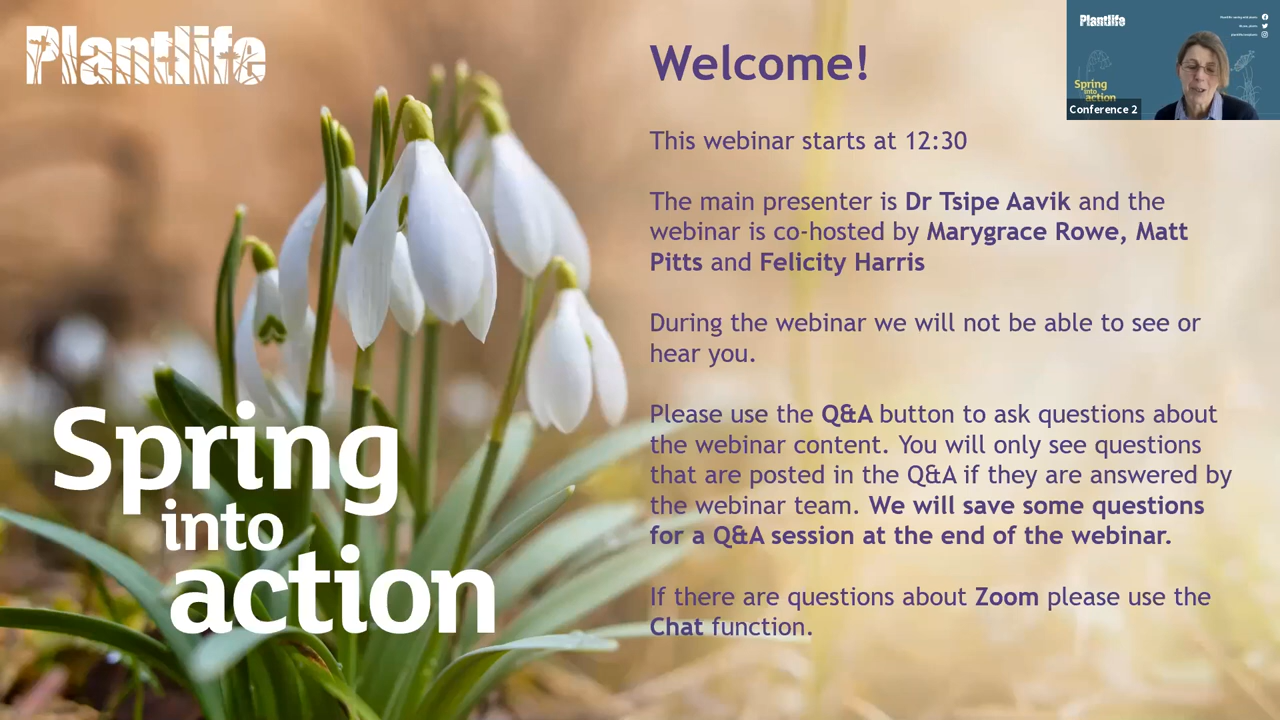 Plantlife
Spring
into
action
Welcome!
This webinar starts at 12:30
The main presenter is Dr Tsipe Aavik and the
webinar is co-hosted by Marygrace Rowe, Matt
Pitts and Felicity Harris
During the webinar we will not be able to see or
hear you.
Please use the Q&A button to ask questions about
the webinar content. You will only see questions
that are posted in the Q&A if they are answered by
the webinar team. We will save some questions
for a Q&A session at the end of the webinar.
If there are questions about Zoom please use the
Chat function.
Plantlife
Spring
into
action
Conference 2